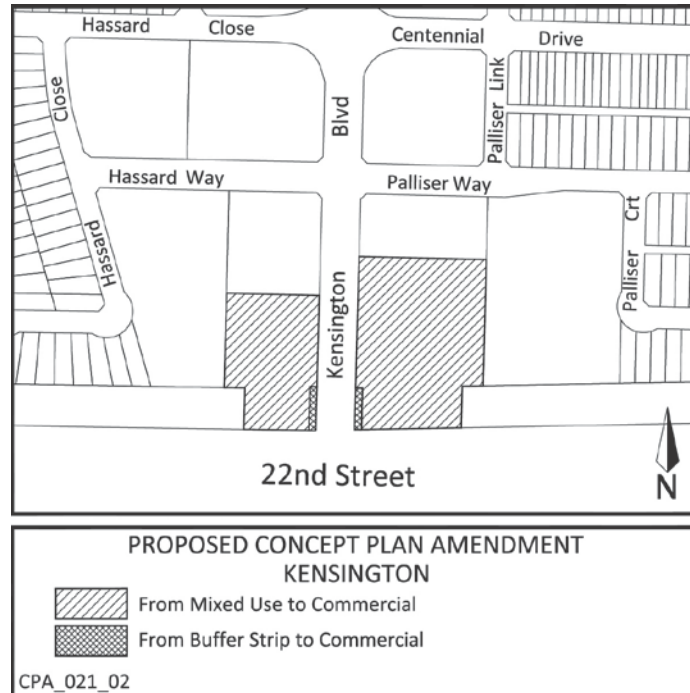 Hassard Close
Centennial Drive
Close
Blvd
Palliser Link
Hassard Way
Palliser Way
Hassard
Kensington
Palliser Crt
22nd Street
N
PROPOSED CONCEPT PLAN AMENDMENT
KENSINGTON
From Mixed Use to Commercial
From Buffer Strip to Commercial
CPA_021_02